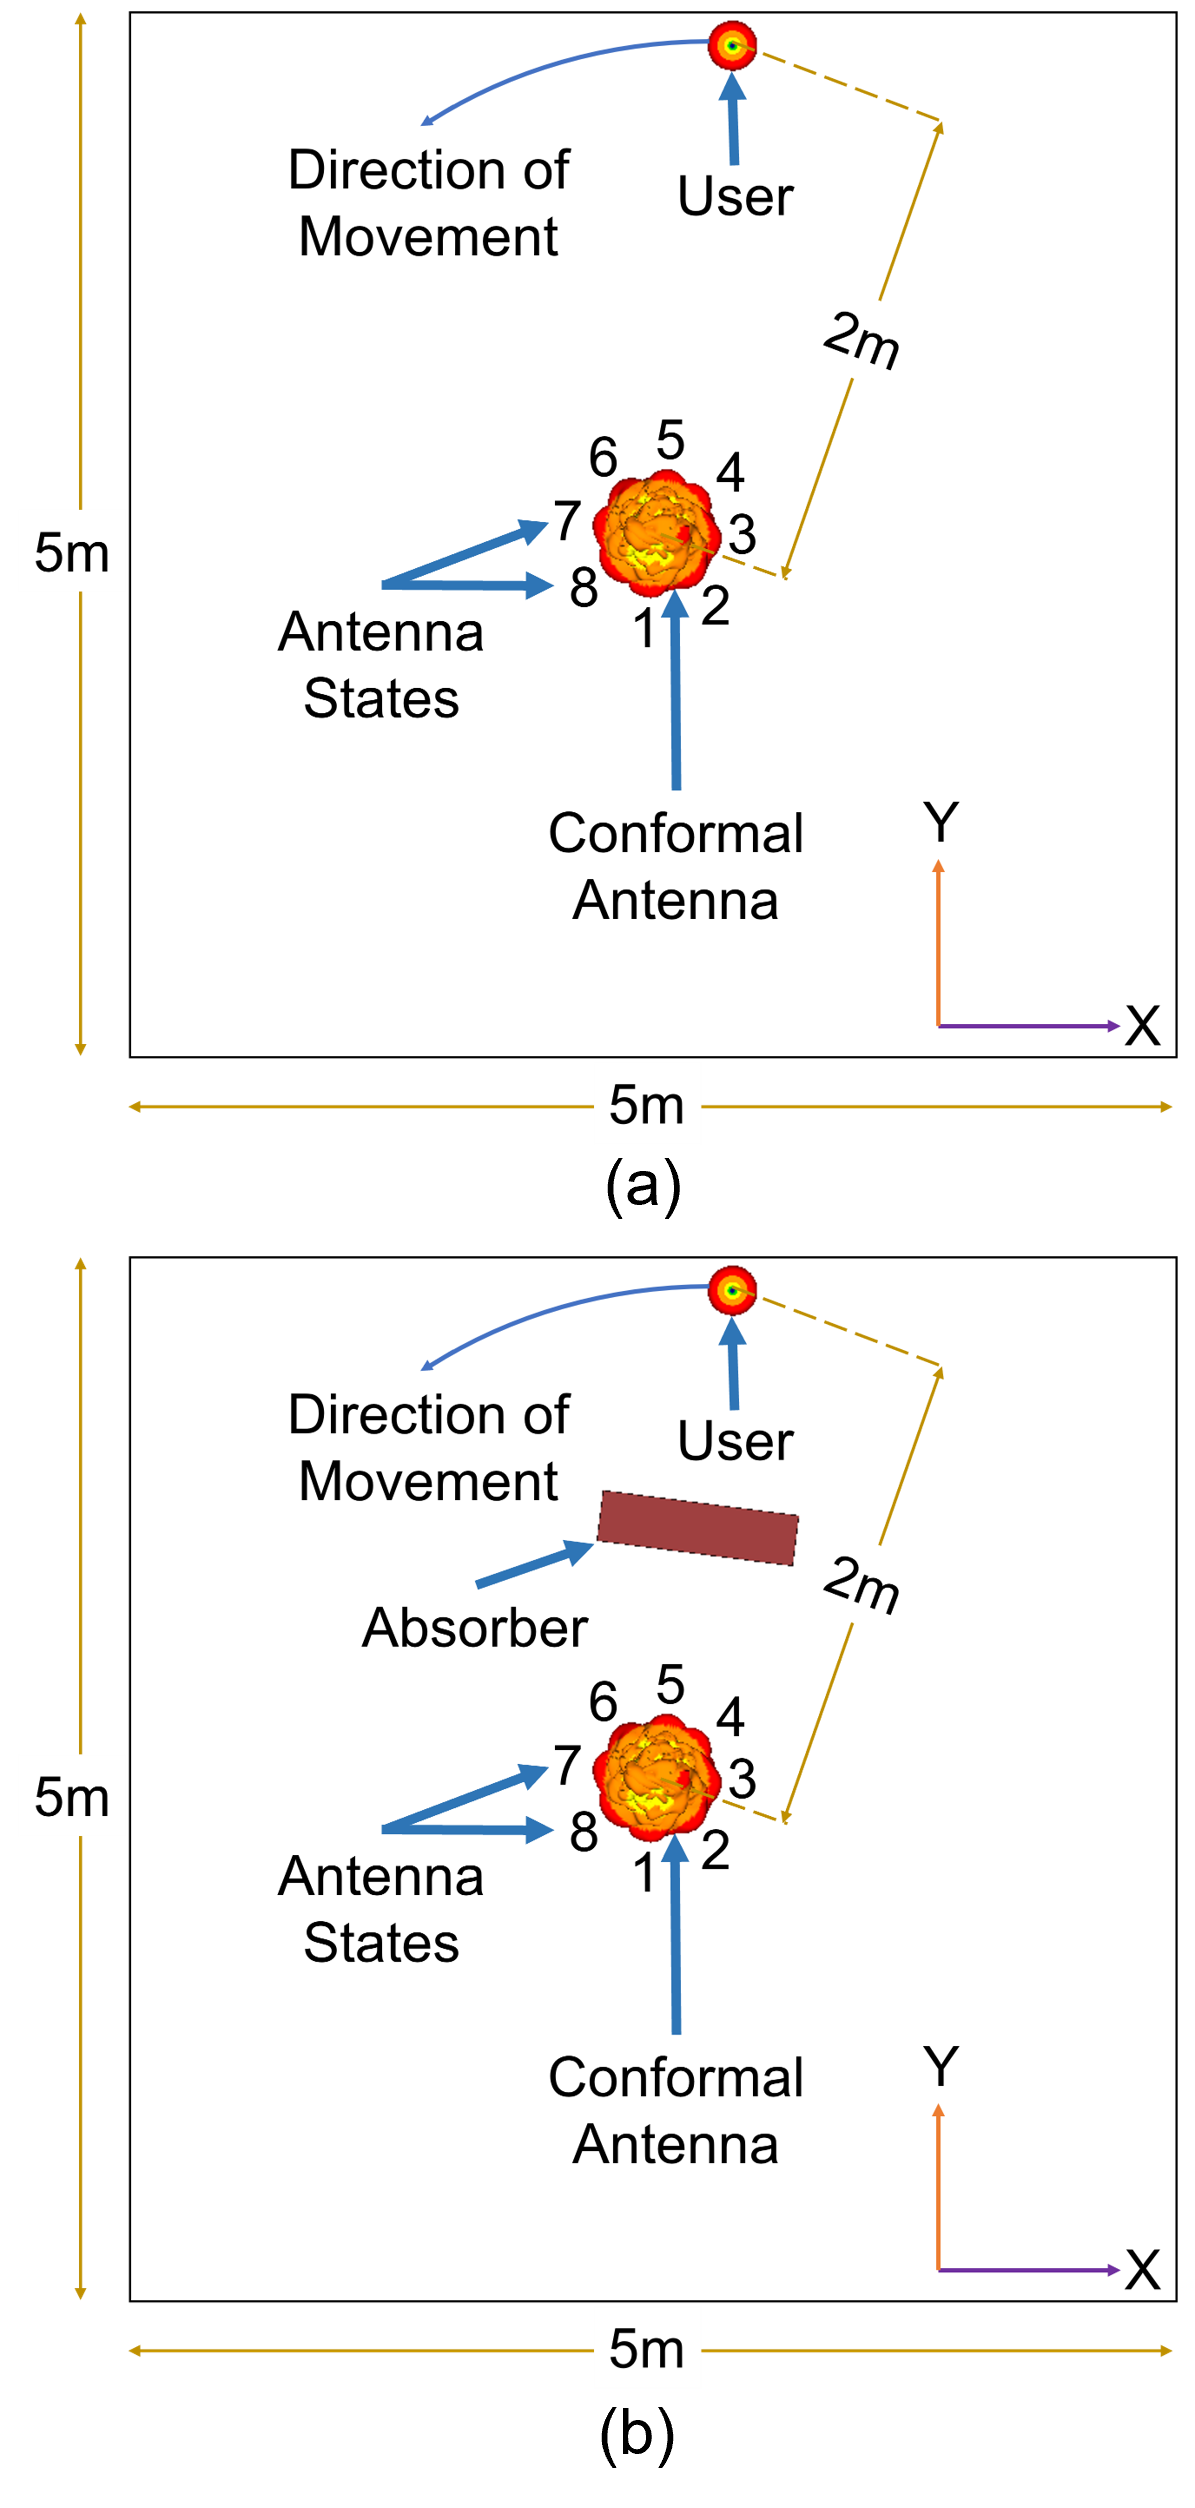 Direction of
Movement
User
2m
5
6
4
7
3
8
2
1
5m
Antenna
States
Conformal
Antenna
Y
X
5m
(a)
Direction of
Movement
User
Absorber
2m
5
6
4
7
3
8
2
1
5m
Antenna
States
Conformal
Antenna
Y
X
5m
(b)